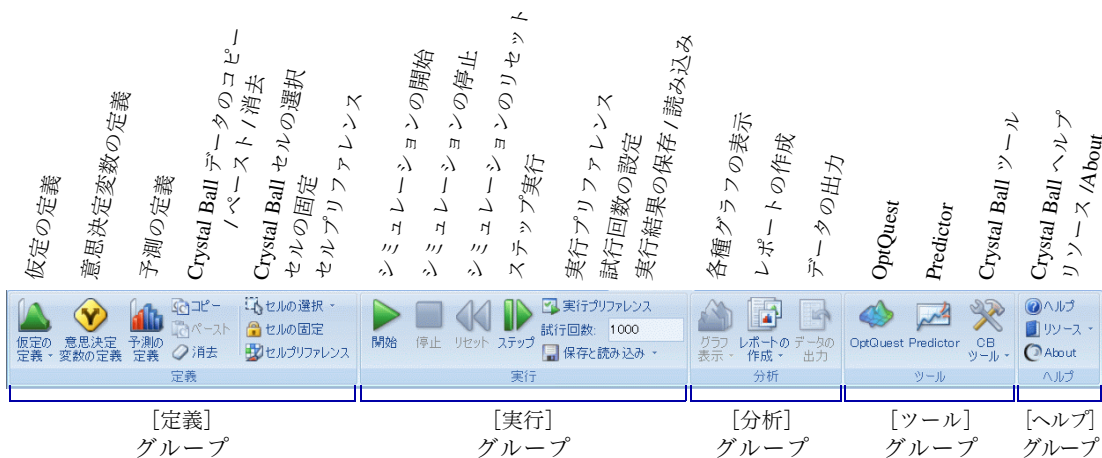 仮定の定義
意思決定変数の定義
予測の定義
Crystal Ball データのコピー
/ ペースト / 消去
Crystal Ball セルの選択
セルの固定
セルプリファレンス
シミュレーションの開始
シミュレーションの停止
シミュレーションのリセット
ステップ実行
実行プリファレンス
試行回数の設定
実行結果の保存 / 読み込み
各種グラフの表示
レポートの作成
データの出力
OptQuest
Predictor
Crystal Ball ツール
Crystal Ball ヘルプ
リソース /About
仮定の
定義
意思決定
変数の定義
予測の
定義
コピー
ペースト
消去
セルの選択
セルの固定
セルプリファレンス
定義
開始
停止
リセット
ステップ
実行プリファレンス
試行回数: 1000
保存と読み込み
実行
グラフ
表示
レポートの
作成
データの
出力
分析
OptQuest
Predictor
CB
ツール
ツール
ヘルプ
リソース
About
ヘルプ
[定義]
グループ
[実行]
グループ
[分析]
グループ
[ツール]
グループ
[ヘルプ]
グループ